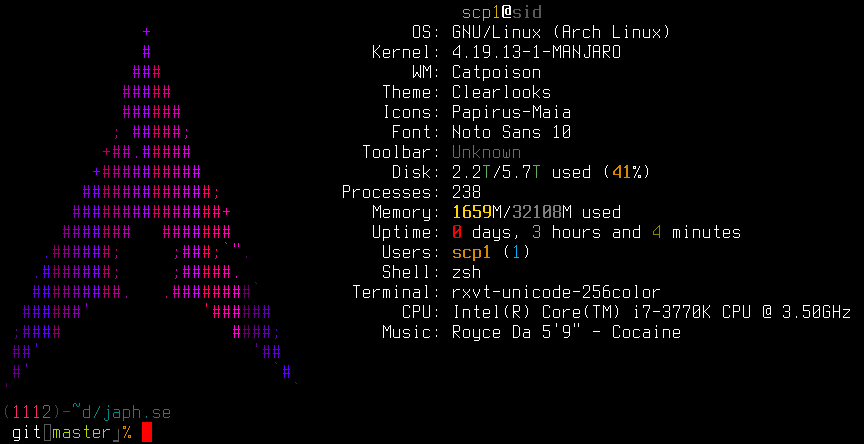 scp1@sid
OS: GNU/Linux (Arch Linux)
Kernel: 4.19.13-1-MANJARO
WM: Catpoison
Theme: Clearlooks
Icons: Papirus-Maia
Font: Noto Sans 10
Toolbar: Unknown
Disk: 2.2T/5.7T used (41%)
Processes: 238
Memory: 1659M/32108M used
Uptime: 0 days, 3 hours and 4 minutes
Users: scp1 (1)
Shell: zsh
Terminal: rxvt-unicode-256color
CPU: Intel(R) Core(TM) i7-3770K CPU @ 3.50GHz
Music: Royce Da 5'9" - Cocaine
(1112)-~d/japh.se
git▯master┘%